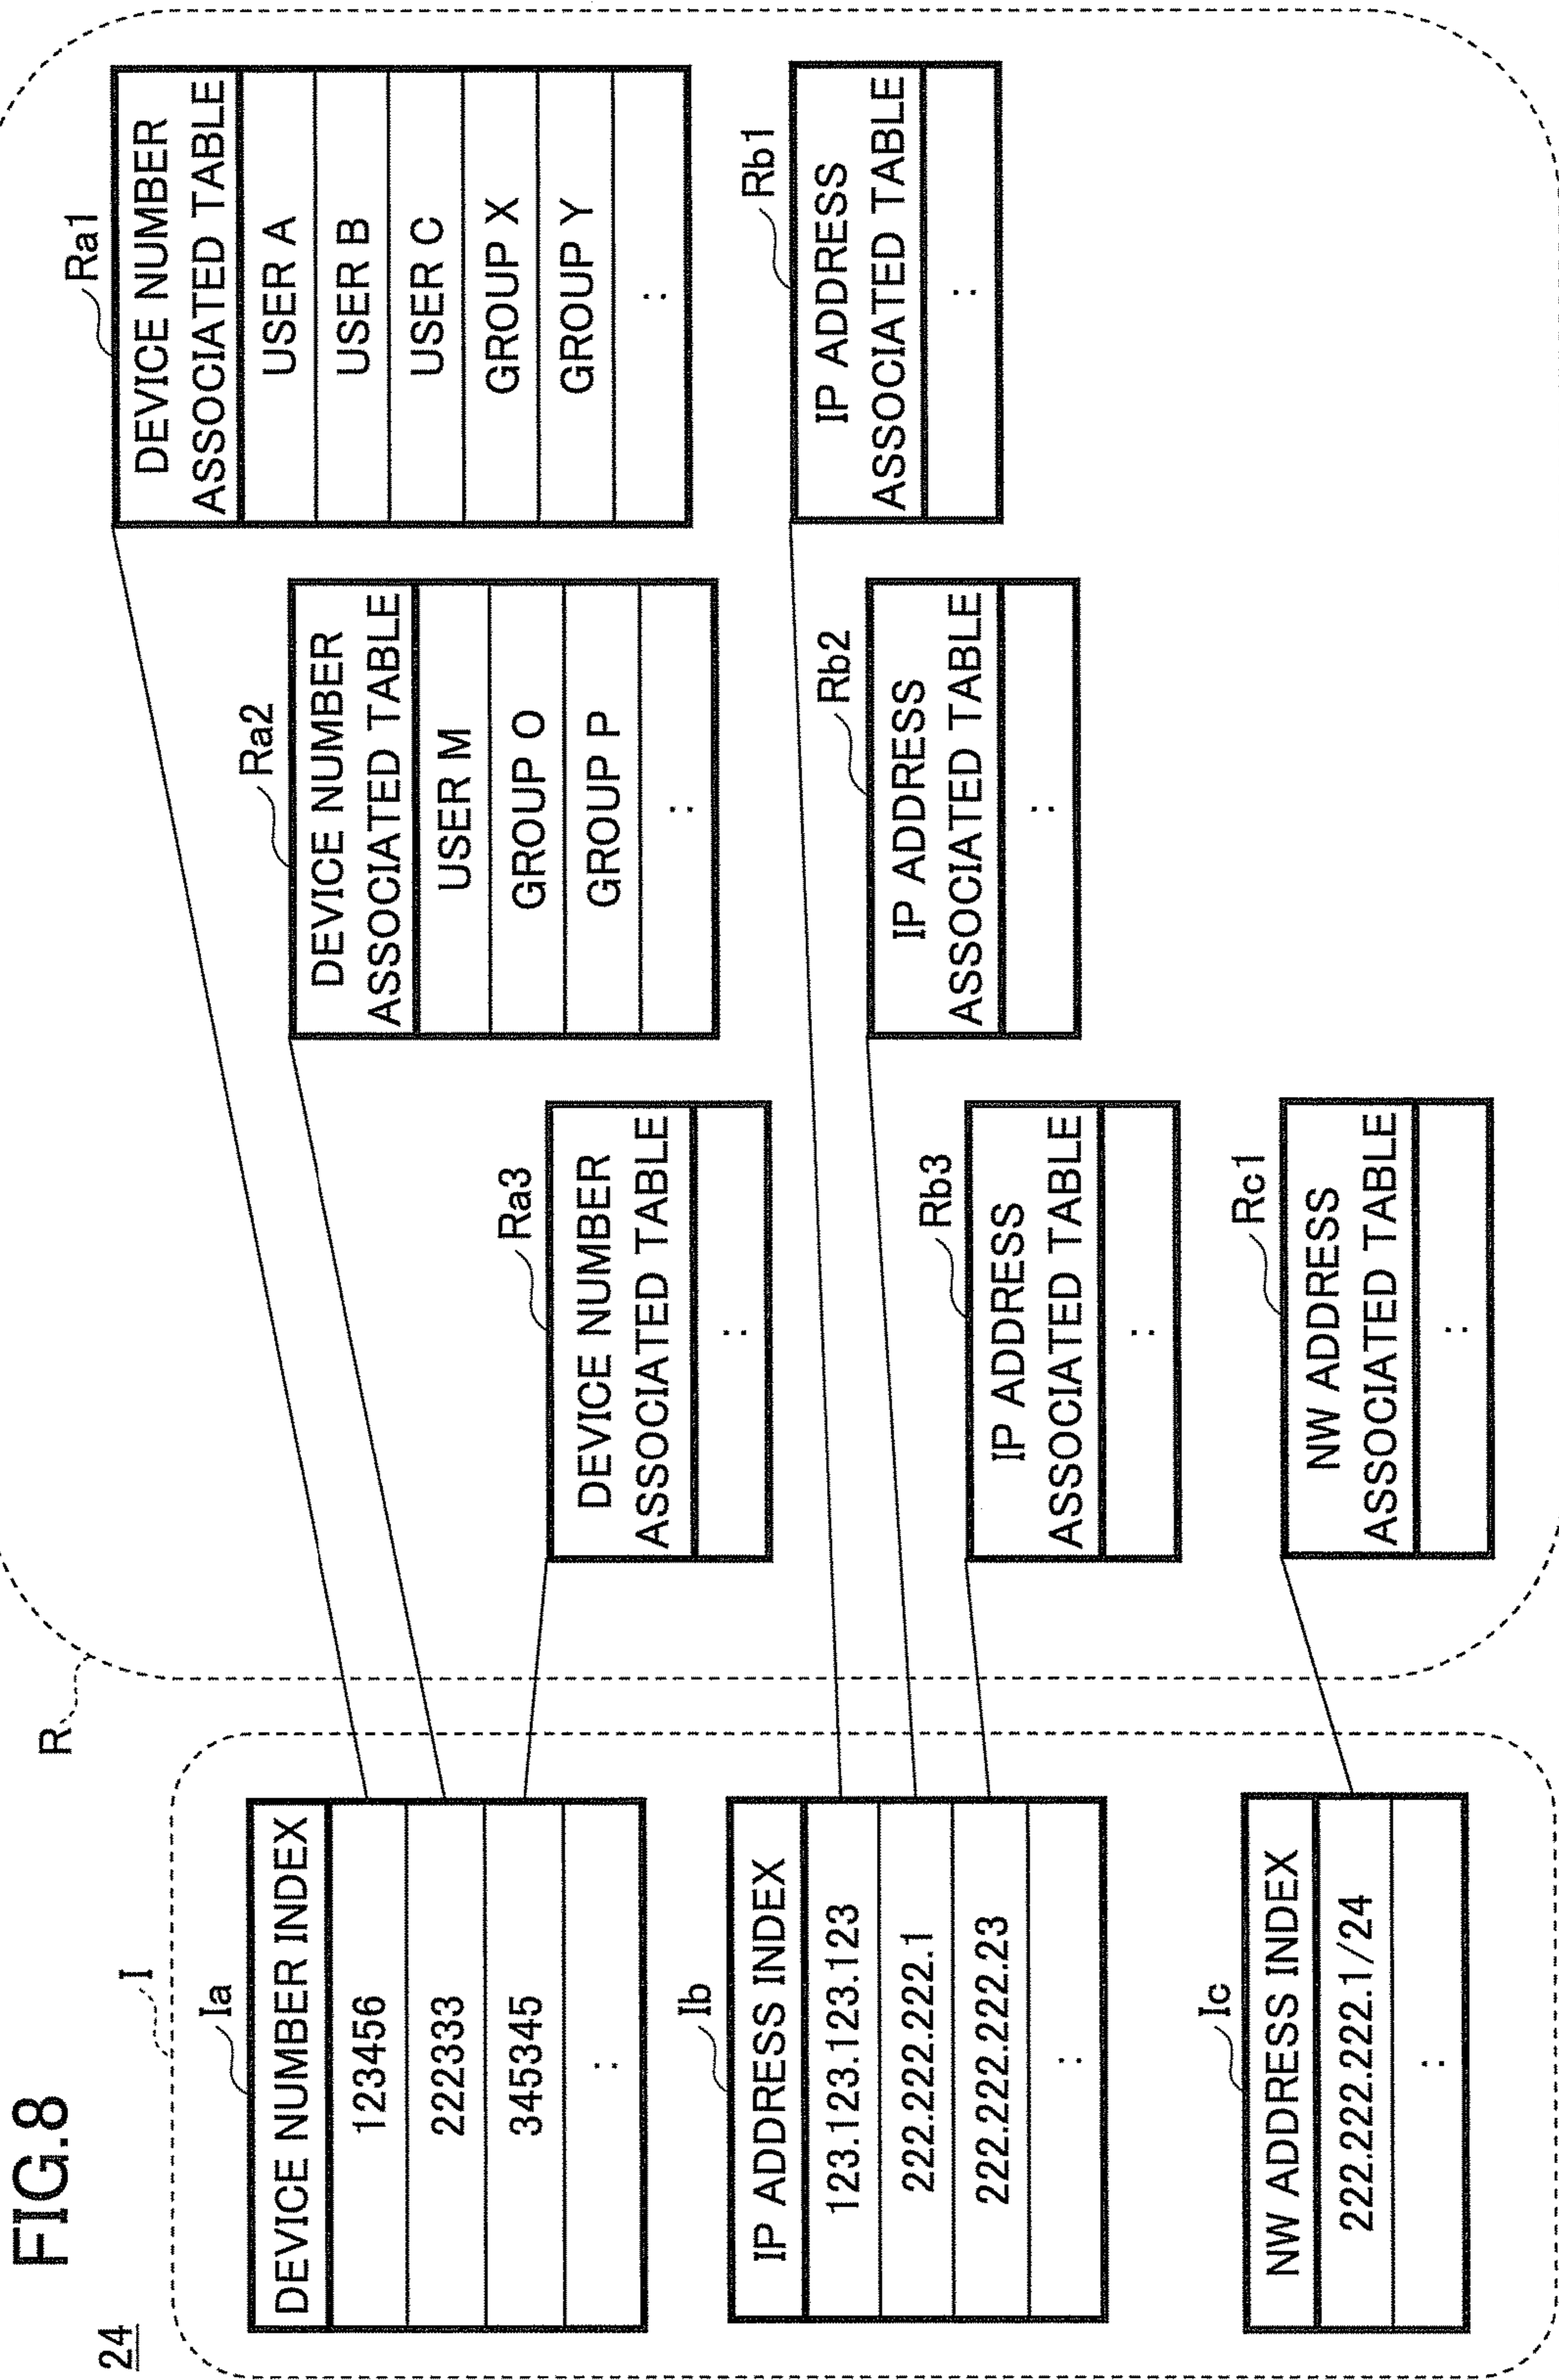 FIG.8
24
I
R
Ia
DEVICE NUMBER INDEX
123456
222333
345345
:
Ib
IP ADDRESS INDEX
123.123.123.123
222.222.222.1
222.222.222.23
:
Ic
NW ADDRESS INDEX
222.222.222.1/24
:
Ra3
DEVICE NUMBER
ASSOCIATED TABLE
:
Rb3
IP ADDRESS
ASSOCIATED TABLE
:
Rc1
NW ADDRESS
ASSOCIATED TABLE
:
Ra2
DEVICE NUMBER
ASSOCIATED TABLE
USER M
GROUP O
GROUP P
:
Rb2
IP ADDRESS
ASSOCIATED TABLE
:
Ra1
DEVICE NUMBER
ASSOCIATED TABLE
USER A
USER B
USER C
GROUP X
GROUP Y
:
Rb1
IP ADDRESS
ASSOCIATED TABLE
: